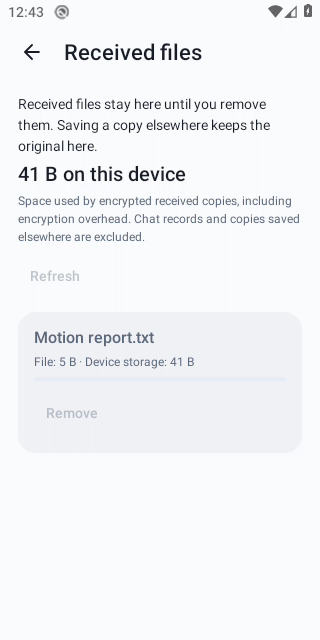 12:43
Received files
Received files stay here until you remove
them. Saving a copy elsewhere keeps the
original here.
41 B on this device
Space used by encrypted received copies, including
encryption overhead. Chat records and copies saved
elsewhere are excluded.
Refresh
Motion report.txt
File: 5 B · Device storage: 41 B
Remove